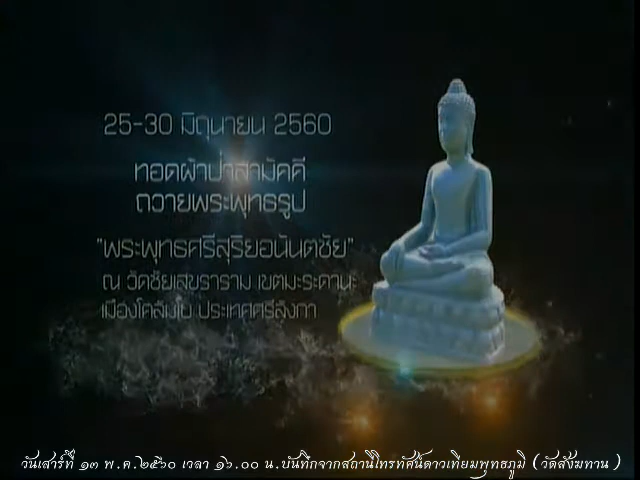 25-30 มิถุนายน 2560
ทอดผ้าป่าสามัคคี
ถวายพระพุทธรูป
"พระพุทธศรีสุริยอนันตชัย"
ณ วัดชัยเสขราราม เขตมะระดานะ
เมืองโคลัมโบ ประเทศศรีลังกา
วันเสาร์ที่ ๑๓ พ.ค.๒๕๖๐ เวลา ๑๖.๐๐ น.บันทึกจากสถานีโทรทัศน์ดาวเทียมพุทธภูมิ (วัดสังฆทาน)